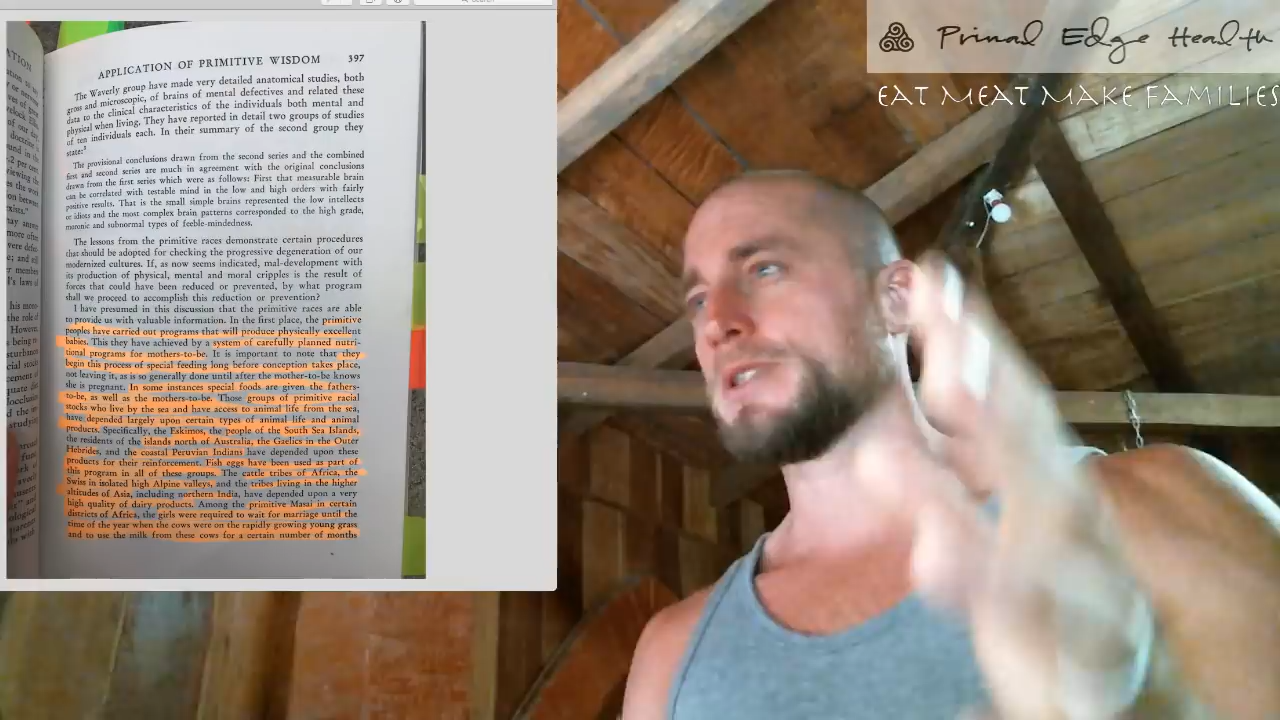 Search
APPLICATION OF PRIMITIVE WISDOM 397
The Waverly group have made very detailed anatomical studies, both
gross and microscopic, of brains of mental defectives and related these
data to the clinical characteristics of the individuals both mental and
physical when living. They have reported in detail two groups of studies
of ten individuals each. In their summary of the second group they
state:
The provisional conclusions drawn from the second series and the combined
first and second series are much in agreement with the original conclusions
drawn from the first series which were as follows: First that measurable brain
can be correlated with testable mind in the low and high orders with fairly
positive results. That is the small simple brains represented the low intellects
or idiots and the most complex brain patterns corresponded to the high grade,
moronic and subnormal types of feeble-mindedness.
The lessons from the primitive races demonstrate certain procedures
that should be adopted for checking the progressive degeneration of our
modernized cultures. If, as now seems indicated, mal-development with
its production of physical, mental and moral cripples is the result of
forces that could have been reduced or prevented, by what program
shall we proceed to accomplish this reduction or prevention?
I have presumed in this discussion that the primitive races are able
to provide us with valuable information. In the first place, the primitive
peoples have carried out programs that will produce physically excellent
babies. This they have achieved by a system of carefully planned nutri-
tional programs for mothers-to-be. It is important to note that they
begin this process of special feeding long before conception takes place,
not leaving it, as is so generally done until after the mother-to-be knows
she is pregnant. In some instances special foods are given the fathers-
to-be, as well as the mothers-to-be. Those groups of primitive racial
stocks who live by the sea and have access to animal life from the sea,
have depended largely upon certain types of animal life and animal
products. Specifically, the Eskimos, the people of the South Sea Islands,
the residents of the islands north of Australia, the Gaelics in the Outer
Hebrides, and the coastal Peruvian Indians have depended upon these
products for their reinforcement. Fish eggs have been used as part of
this program in all of these groups. The cattle tribes of Africa, the
Swiss in isolated high Alpine valleys, and the tribes living in the higher
altitudes of Asia, including northern India, have depended upon a very
high quality of dairy products. Among the primitive Masai in certain
districts of Africa, the girls were required to wait for marriage until the
time of the year when the cows were on the rapidly growing young grass
and to use the milk from these cows for a certain number of months
Primal Edge Health
EAT MEAT MAKE FAMILIES